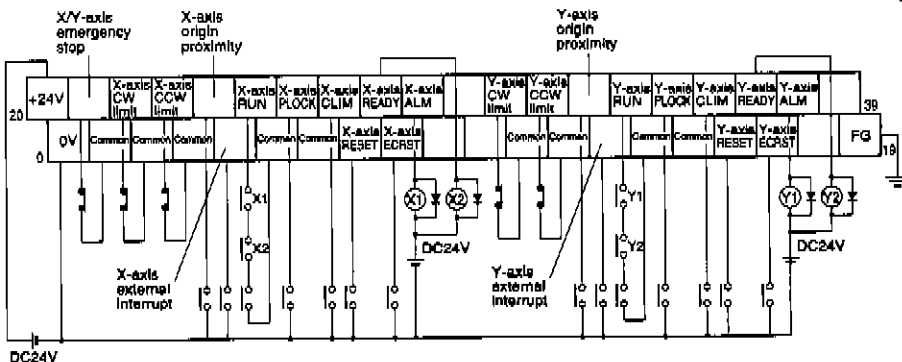 X/Y-axis
emergency
stop
X-axis
origin
proximity
Y-axis
origin
proximity
20
+24V
X-axis
CW
limit
X-axis
CCW
limit
X-axis
RUN
X-axis
PLOCK
X-axis
CLIM
X-axis
READY
X-axis
ALM
Y-axis
CW
limit
Y-axis
CCW
limit
Y-axis
RUN
Y-axis
PLOCK
Y-axis
CLIM
Y-axis
READY
Y-axis
ALM
39
0
0V
Common
Common
Common
Common
Common
X-axis
RESET
X-axis
ECRST
Common
Common
Common
Common
Y-axis
RESET
Y-axis
ECRST
FG
19
X1
X2
X1
X2
DC24V
Y1
Y2
Y1
Y2
DC24V
X-axis
external
interrupt
Y-axis
external
interrupt
DC24V